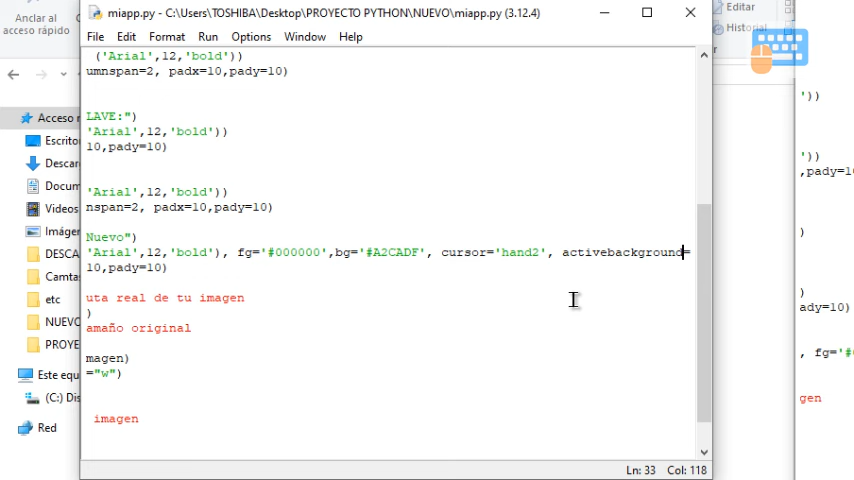 miapp.py - C:\Users\TOSHIBA\Desktop\PROYECTO PYTHON\NUEVO\miapp.py (3.12.4)
Editar
Anclar al
acceso rápido
Historial
File Edit Format Run Options Window Help
('Arial',12,'bold'))
umnspan=2, padx=10,pady=10)
'))
LAVE:")
'Arial',12,'bold'))
10,pady=10)
'))
,pady=10
'Arial',12,'bold'))
nspan=2, padx=10,pady=10)
)
Nuevo")
'Arial',12,'bold'), fg='#000000',bg='#A2CADF', cursor='hand2', activebackground=
10,pady=10)
)
uta real de tu imagen
ady=10)
)
amaño original
magen)
, fg='#0
="w")
gen
imagen
Acceso r
Escrito
Descar
Docum
Videos
Imáge
DESCA
Camta
etc
NUEVO
PROYE
Este equ
(C:) Dis
Red
Ln: 33 Col: 118